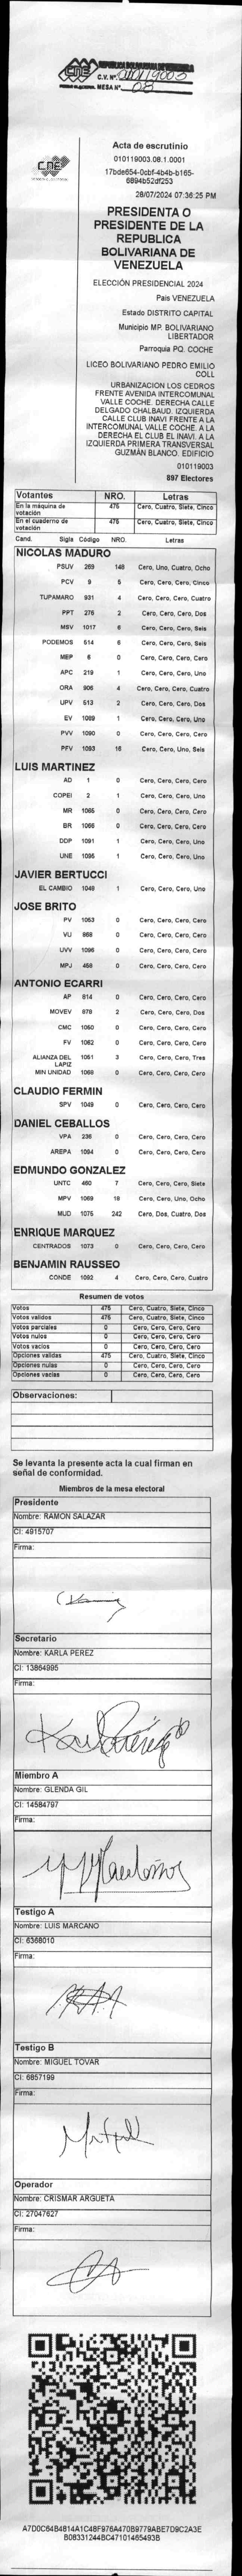 CNE
REPUBLICA BOLIVARIANA DE VENEZUELA
C.V. Nº. 010119003
PODER ELECTORAL MESA Nº 08
Acta de escrutinio
010119003.08.1.0001
CNE
17bde654-0cbf-4b4b-b165-
6894b52df253
28/07/2024 07:36:25 PM
PRESIDENTA O
PRESIDENTE DE LA
REPUBLICA
BOLIVARIANA DE
VENEZUELA
ELECCIÓN PRESIDENCIAL 2024
País VENEZUELA
Estado DISTRITO CAPITAL
Municipio MP. BOLIVARIANO
LIBERTADOR
Parroquia PQ. COCHE
LICEO BOLIVARIANO PEDRO EMILIO
COLL
URBANIZACION LOS CEDROS
FRENTE AVENIDA INTERCOMUNAL
VALLE COCHE. DERECHA CALLE
DELGADO CHALBAUD. IZQUIERDA
CALLE CLUB INAVI FRENTE A LA
INTERCOMUNAL VALLE COCHE. A LA
DERECHA EL CLUB EL INAVI. A LA
IZQUIERDA PRIMERA TRANSVERSAL
GUZMÁN BLANCO. EDIFICIO
010119003
897 Electores
Votantes NRO. Letras
En la máquina de votación 475 Cero, Cuatro, Siete, Cinco
En el cuaderno de votación 475 Cero, Cuatro, Siete, Cinco
Cand. Sigla Código NRO. Letras
NICOLAS MADURO
PSUV 269 148 Cero, Uno, Cuatro, Ocho
PCV 9 5 Cero, Cero, Cero, Cinco
TUPAMARO 931 4 Cero, Cero, Cero, Cuatro
PPT 276 2 Cero, Cero, Cero, Dos
MSV 1017 6 Cero, Cero, Cero, Seis
PODEMOS 514 6 Cero, Cero, Cero, Seis
MEP 6 0 Cero, Cero, Cero, Cero
APC 219 1 Cero, Cero, Cero, Uno
ORA 906 4 Cero, Cero, Cero, Cuatro
UPV 513 2 Cero, Cero, Cero, Dos
EV 1089 1 Cero, Cero, Cero, Uno
PVV 1090 0 Cero, Cero, Cero, Cero
PFV 1093 16 Cero, Cero, Uno, Seis
LUIS MARTINEZ
AD 1 0 Cero, Cero, Cero, Cero
COPEI 2 1 Cero, Cero, Cero, Uno
MR 1065 0 Cero, Cero, Cero, Cero
BR 1066 0 Cero, Cero, Cero, Cero
DDP 1091 1 Cero, Cero, Cero, Uno
UNE 1095 1 Cero, Cero, Cero, Uno
JAVIER BERTUCCI
EL CAMBIO 1048 1 Cero, Cero, Cero, Uno
JOSE BRITO
PV 1053 0 Cero, Cero, Cero, Cero
VU 868 0 Cero, Cero, Cero, Cero
UVV 1096 0 Cero, Cero, Cero, Cero
MPJ 458 0 Cero, Cero, Cero, Cero
ANTONIO ECARRI
AP 814 0 Cero, Cero, Cero, Cero
MOVEV 878 2 Cero, Cero, Cero, Dos
CMC 1050 0 Cero, Cero, Cero, Cero
FV 1062 0 Cero, Cero, Cero, Cero
ALIANZA DEL LAPIZ 1051 3 Cero, Cero, Cero, Tres
MIN UNIDAD 1068 0 Cero, Cero, Cero, Cero
CLAUDIO FERMIN
SPV 1049 0 Cero, Cero, Cero, Cero
DANIEL CEBALLOS
VPA 236 0 Cero, Cero, Cero, Cero
AREPA 1094 0 Cero, Cero, Cero, Cero
EDMUNDO GONZALEZ
UNTC 460 7 Cero, Cero, Cero, Siete
MPV 1069 18 Cero, Cero, Uno, Ocho
MUD 1075 242 Cero, Dos, Cuatro, Dos
ENRIQUE MARQUEZ
CENTRADOS 1073 0 Cero, Cero, Cero, Cero
BENJAMIN RAUSSEO
CONDE 1092 4 Cero, Cero, Cero, Cuatro
Resumen de votos
Votos 475 Cero, Cuatro, Siete, Cinco
Votos validos 475 Cero, Cuatro, Siete, Cinco
Votos parciales 0 Cero, Cero, Cero, Cero
Votos nulos 0 Cero, Cero, Cero, Cero
Votos vacios 0 Cero, Cero, Cero, Cero
Opciones validas 475 Cero, Cuatro, Siete, Cinco
Opciones nulas 0 Cero, Cero, Cero, Cero
Opciones vacias 0 Cero, Cero, Cero, Cero
Observaciones:
Se levanta la presente acta la cual firman en
señal de conformidad.
Miembros de la mesa electoral
Presidente
Nombre: RAMON SALAZAR
CI: 4915707
Firma:
Secretario
Nombre: KARLA PEREZ
CI: 13864995
Firma:
Miembro A
Nombre: GLENDA GIL
CI: 14584797
Firma:
Testigo A
Nombre: LUIS MARCANO
CI: 6368010
Firma:
Testigo B
Nombre: MIGUEL TOVAR
CI: 6857199
Firma:
Operador
Nombre: CRISMAR ARGUETA
CI: 27047627
Firma:
A7D0C64B4814A1C48F976A470B9779ABE7D9C2A3E
B08331244BC47101465493B